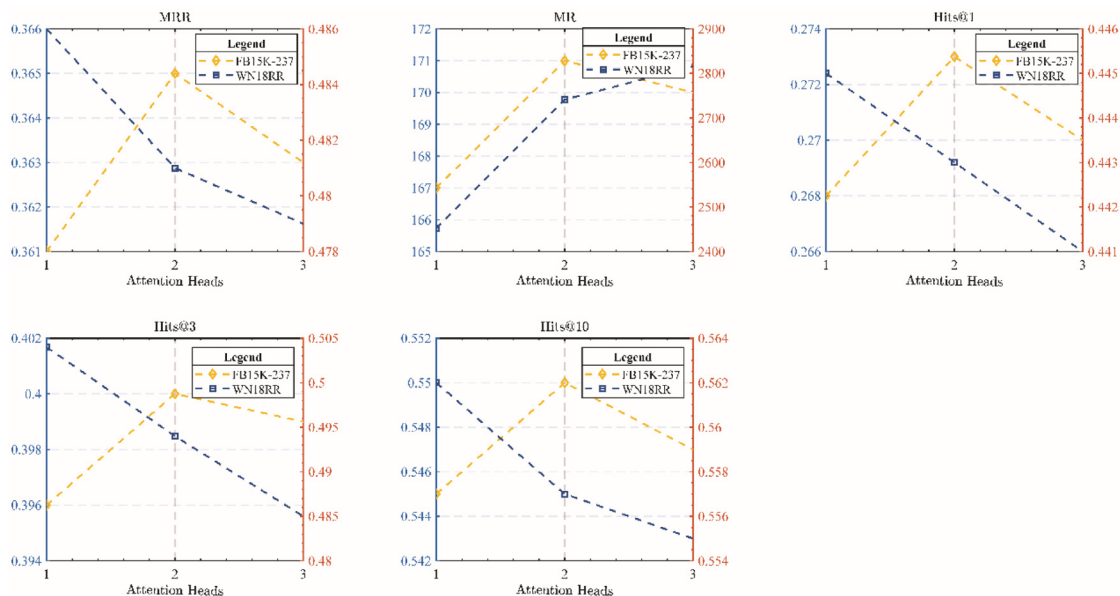 MRR
0.366
0.365
0.364
0.363
0.362
0.361
0.486
0.484
0.482
0.48
0.478
1 2 3
Attention Heads
Legend
FB15K-237
WN18RR
MR
172
171
170
169
168
167
166
165
2900
2800
2700
2600
2500
2400
1 2 3
Attention Heads
Legend
FB15K-237
WN18RR
Hits@1
0.274
0.272
0.27
0.268
0.266
0.446
0.445
0.444
0.443
0.442
0.441
1 2 3
Attention Heads
Legend
FB15K-237
WN18RR
Hits@3
0.402
0.4
0.398
0.396
0.394
0.505
0.5
0.495
0.49
0.485
0.48
1 2 3
Attention Heads
Legend
FB15K-237
WN18RR
Hits@10
0.552
0.55
0.548
0.546
0.544
0.542
0.564
0.562
0.56
0.558
0.556
0.554
1 2 3
Attention Heads
Legend
FB15K-237
WN18RR